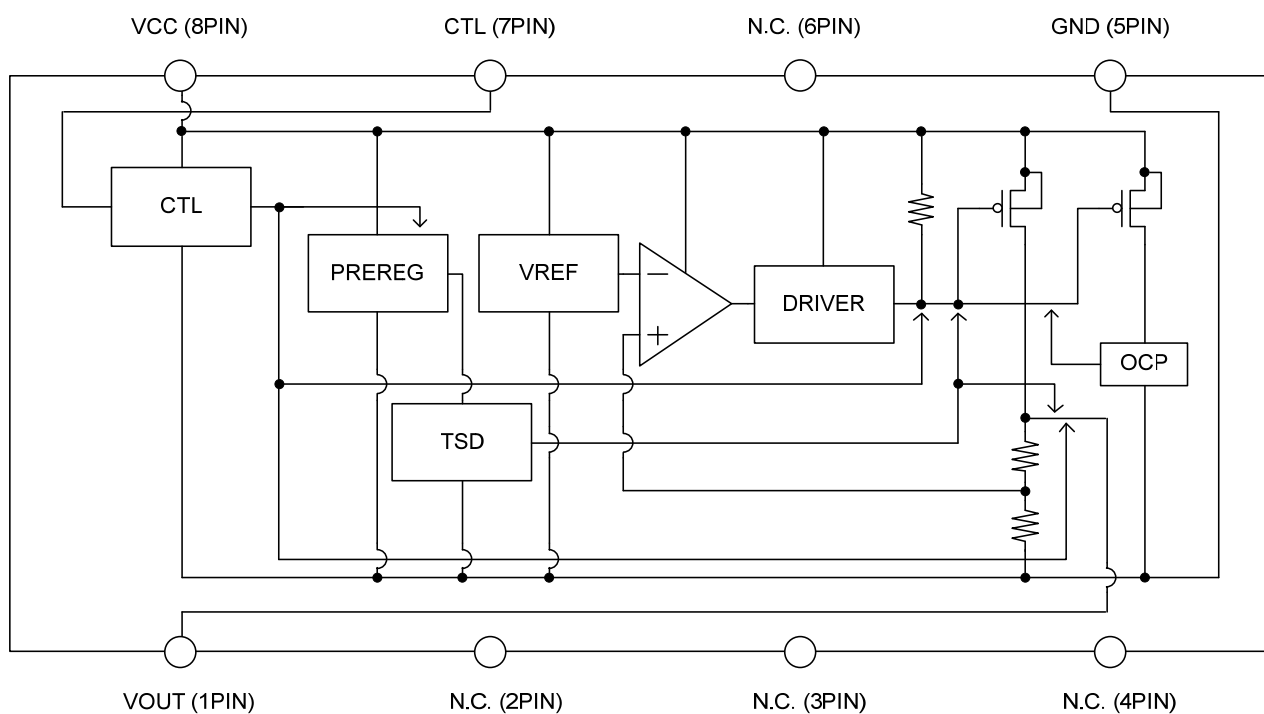 VCC (8PIN)
CTL (7PIN)
N.C. (6PIN)
GND (5PIN)
CTL
PREREG
VREF
−
+
DRIVER
OCP
TSD
VOUT (1PIN)
N.C. (2PIN)
N.C. (3PIN)
N.C. (4PIN)